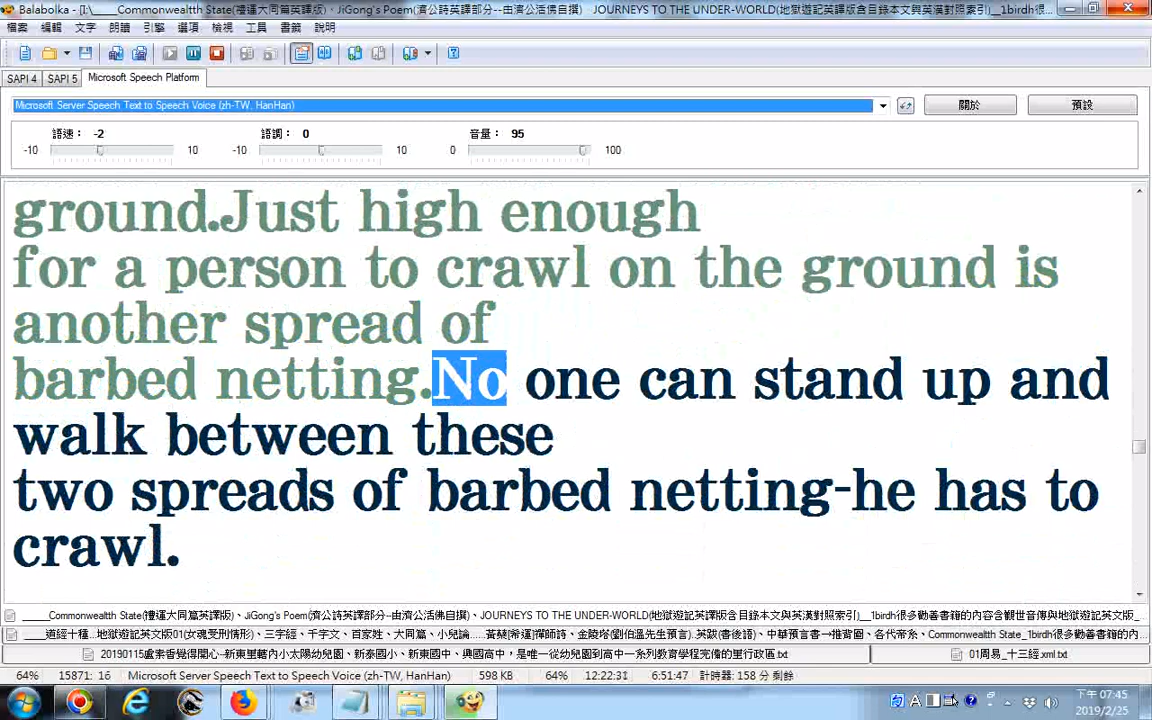 Balabolka - [I:\_____Commonwealtth State(禮運大同篇英譯版)、JiGong's Poem(濟公詩英譯部分--由濟公活佛自撰) 、JOURNEYS TO THE UNDER-WORLD(地獄遊記英譯版含目錄本文與英漢對照索引)__1birdh很...
檔案 編輯 文字 朗讀 引擎 選項 檢視 工具 書籤 說明
SAPI 4 SAPI 5 Microsoft Speech Platform
Microsoft Server Speech Text to Speech Voice (zh-TW, HanHan)
關於 預設
語速： -2 語調： 0 音量： 95
-10 10 -10 10 0 100
ground.Just high enough
for a person to crawl on the ground is
another spread of
barbed netting.No one can stand up and
walk between these
two spreads of barbed netting-he has to
crawl.
_____Commonwealtth State(禮運大同篇英譯版)、JiGong's Poem(濟公詩英譯部分--由濟公活佛自撰)、JOURNEYS TO THE UNDER-WORLD(地獄遊記英譯版含目錄本文與英漢對照索引)__1birdh很多勸善書籍的內容含觀世音傳與地獄遊記英文版_
____道經十種...地獄遊記英文版01(女魂受刑情形)、三字經、千字文、百家姓、大同篇、小兒論......黃蘗[希運]禪師詩、金陵塔(劉伯溫先生預言).英跋(書後語)、中華預言書---推背圖、各代帝系、Commonwealtth State_1birdh很多勸善書籍的內...
20190115盧素香覺得開心--新東里轄內小太陽幼兒園、新泰國小、新東國中、興國高中，是唯一從幼兒園到高中一系列教育學程完備的里行政區.txt 01周易_十三經.xml.txt
64% 15871: 16 Microsoft Server Speech Text to Speech Voice (zh-TW, HanHan) 598 KB 64% 12:22:31 6:51:47 計時器： 158 分 剩餘
下午 07:45
2019/2/25